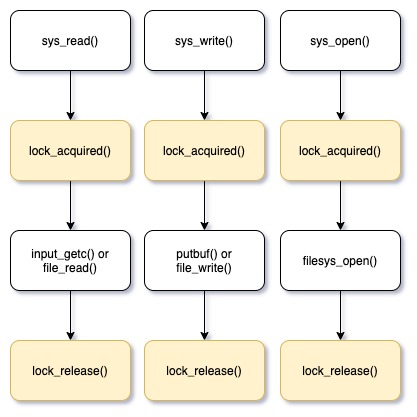 sys_read()
sys_write()
sys_open()
lock_acquired()
lock_acquired()
lock_acquired()
input_getc() or
file_read()
putbuf() or
file_write()
filesys_open()
lock_release()
lock_release()
lock_release()